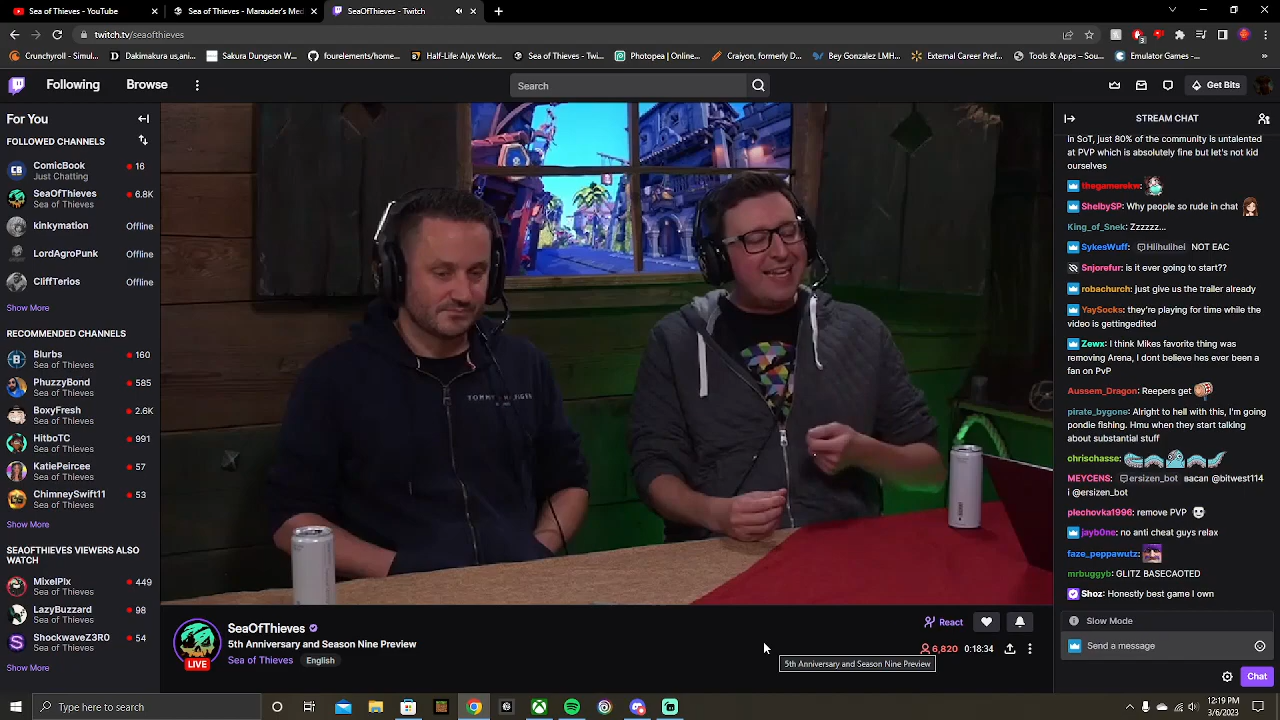 Sea of Thieves - YouTube
Sea of Thieves - Marauder's Med
SeaOfThieves - Twitch
twitch.tv/seaofthieves
Crunchyroll - Simul...
Dakimakura us,ani...
Sakura Dungeon W...
fourelements/home...
Half-Life: Alyx Work...
Sea of Thieves - Twi...
Photopea | Online...
Craiyon, formerly D...
Bey Gonzalez LMH...
External Career Pref...
Tools & Apps – Sou...
Emulator Games -...
Following
Browse
Search
Get Bits
For You
FOLLOWED CHANNELS
ComicBook
16
Just Chatting
SeaOfThieves
6.8K
Sea of Thieves
kinkymation
Offline
LordAgroPunk
Offline
CliffTerios
Offline
Show More
RECOMMENDED CHANNELS
Blurbs
160
Sea of Thieves
PhuzzyBond
585
Sea of Thieves
BoxyFresh
2.6K
Sea of Thieves
HitboTC
991
Sea of Thieves
KatiePeircee
57
Sea of Thieves
ChimneySwift11
53
Sea of Thieves
Show More
SEAOFTHIEVES VIEWERS ALSO
WATCH
MixelPlx
449
Sea of Thieves
LazyBuzzard
98
Sea of Thieves
ShockwaveZ3R0
54
Sea of Thieves
Show More
TOMMY HILFIGER
LIVE
SeaOfThieves
5th Anniversary and Season Nine Preview
Sea of Thieves
English
React
6,820
0:18:34
5th Anniversary and Season Nine Preview
STREAM CHAT
In SoT, just 80% of the community is untalented
at PVP which is absolutely fine but let's not kid
ourselves
thegamerekw:
ShelbySP: Why people so rude in chat
King_of_Snek: Zzzzz...
SykesWuff: Hiihulihei NOT EAC
Snjorefur: is it ever going to start??
robachurch: just give us the trailer already
YaySocks: they're playing for time while the
video is gettingedited
Zewx: I think Mikes favorite thing was
removing Arena, I dont believe hes ever been a
fan on PvP
Aussem_Dragon: Reepers get
pirate_bygone: Alright to hell with this, I'm going
pondie fishing. Hmu when they start talking
about substantial stuff
chrischasse:
MEYCENS: ersizen_bot васап @bitwest114
i @ersizen_bot
plechovka1996: remove PVP
jayb0ne: no anti cheat guys relax
faze_peppawutz:
mrbuggyb: GLITZ BASECAOTED
Shoz: Honestly best game I own
Slow Mode
Send a message
Chat
Type here to search
12:19 PM
3/6/2023